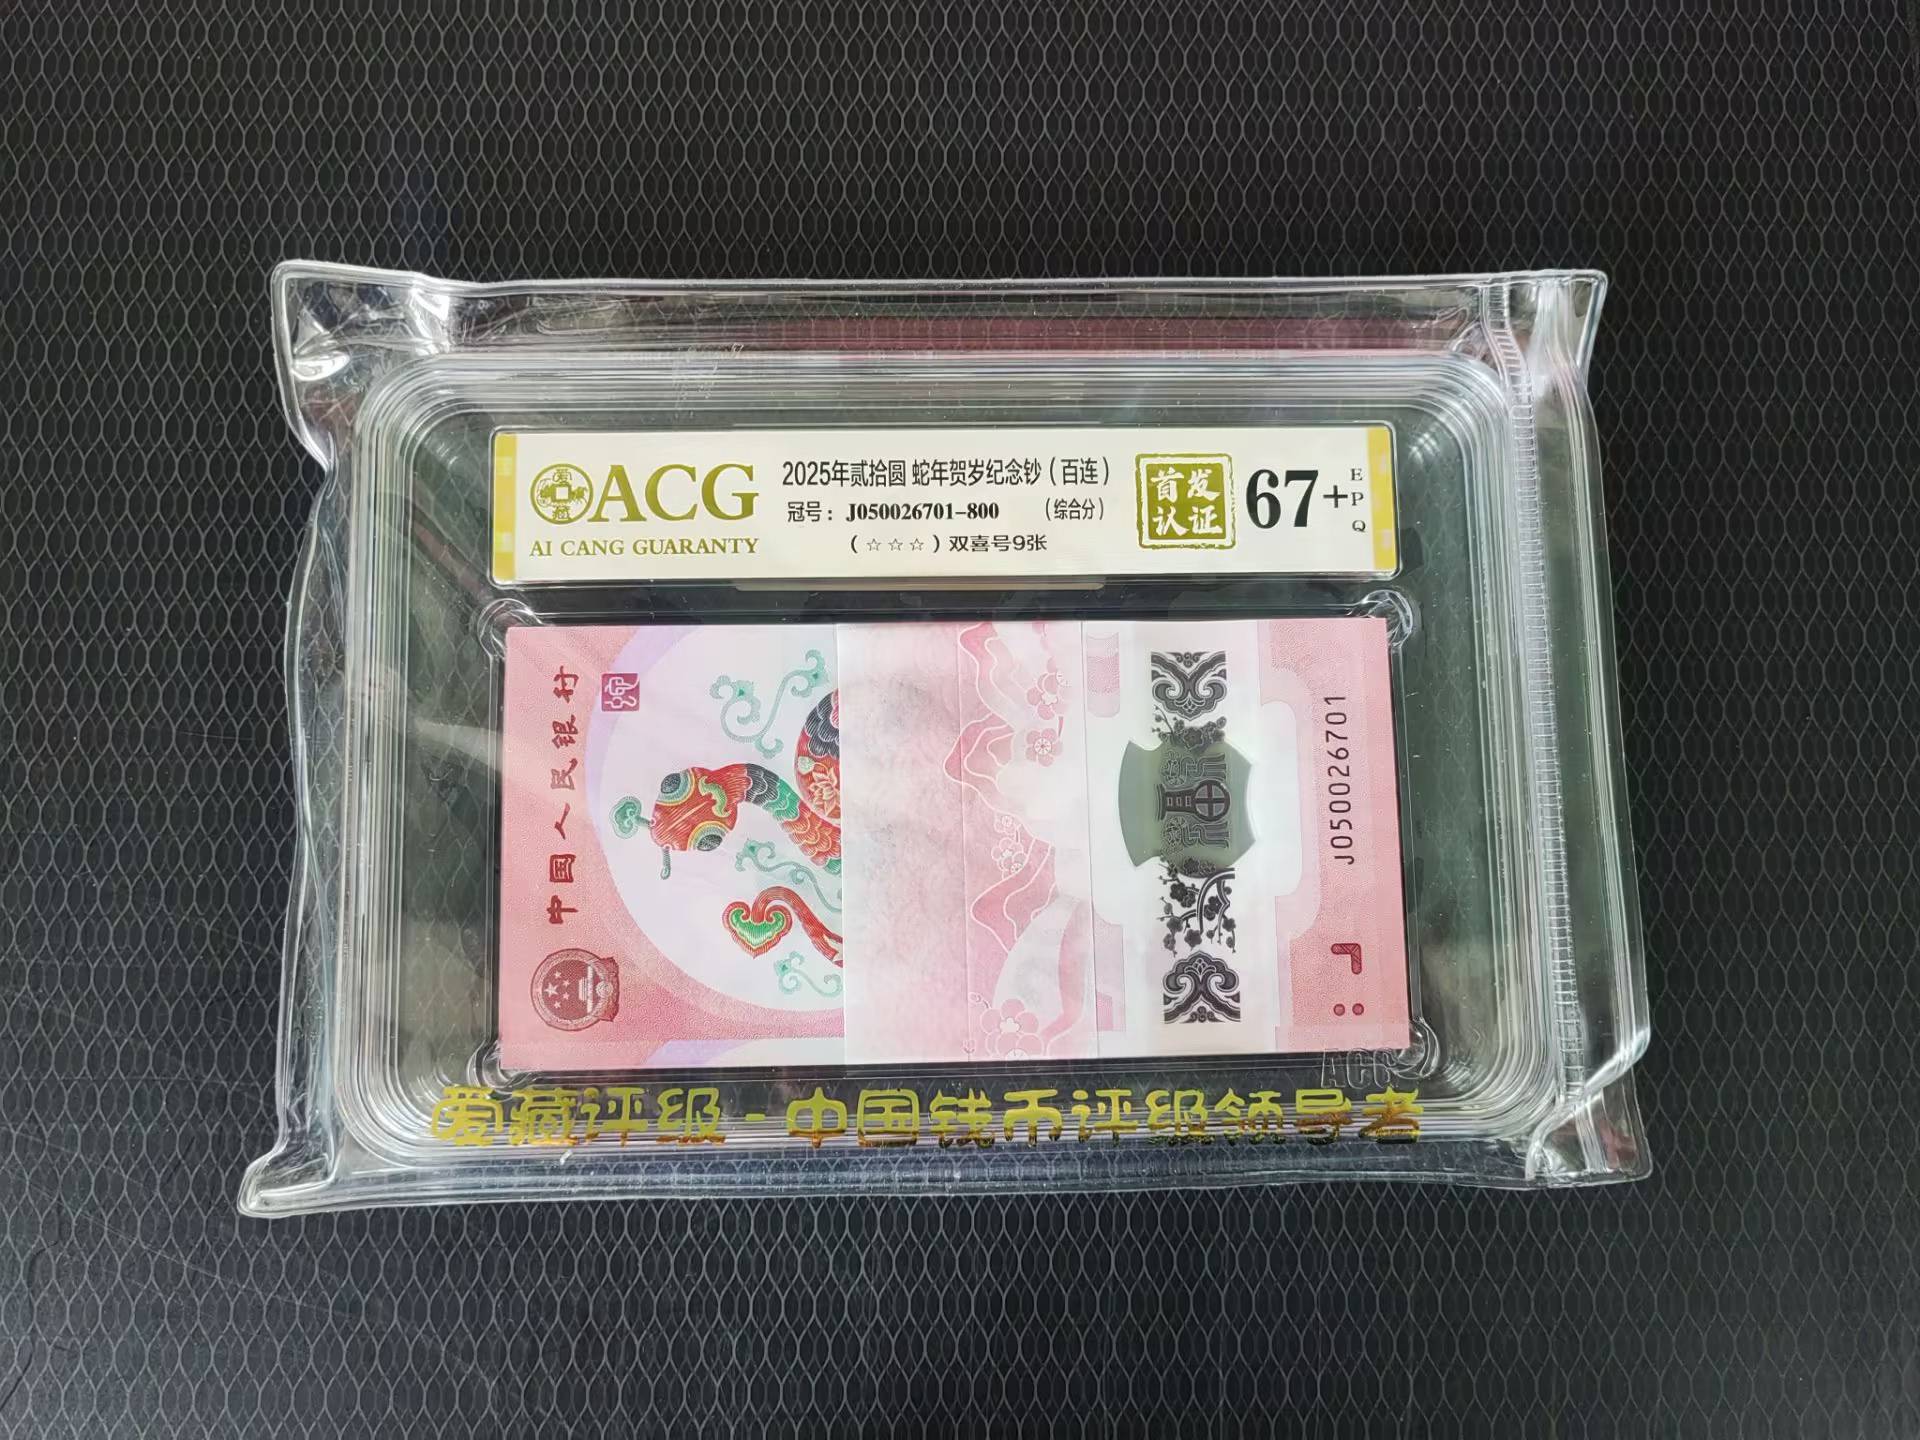 ACG
AI CANG GUARANTY
2025年贰拾圆 蛇年贺岁纪念钞(百连)
冠号：J050026701-800 (综合分)
(☆☆☆)双喜号9张
首发
认证
67+
EPQ
中国人民银行
J050026701
ACG
爱藏评级-中国钱币评级领导者